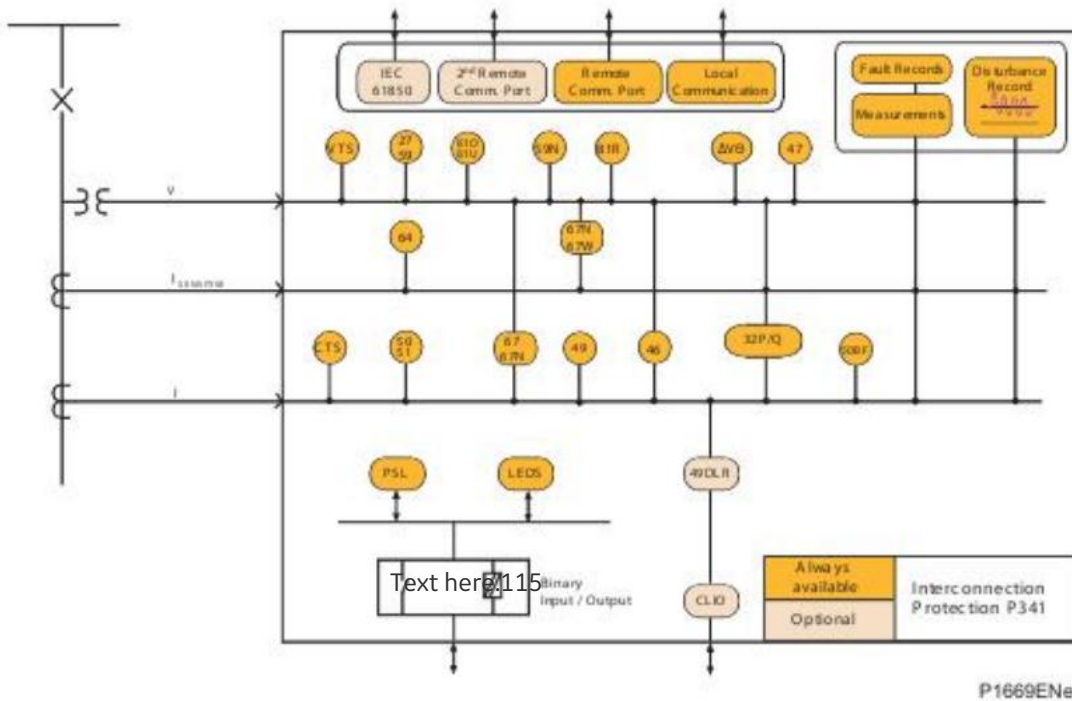 IEC
61850
2nd Remote
Comm. Port
Remote
Comm. Port
Local
Communication
Fault Records
Measurements
Disturbance
Record
VTS
27
59
81O
81U
59N
81R
ΔVθ
47
V
64
67N
67W
I
CTS
50
51
67
67N
49
46
32P/Q
50BF
I
PSL
LEDS
49DLR
Text here!115
Binary
Input / Output
CLIO
Always
available
Optional
Interconnection
Protection P341
P1669ENe